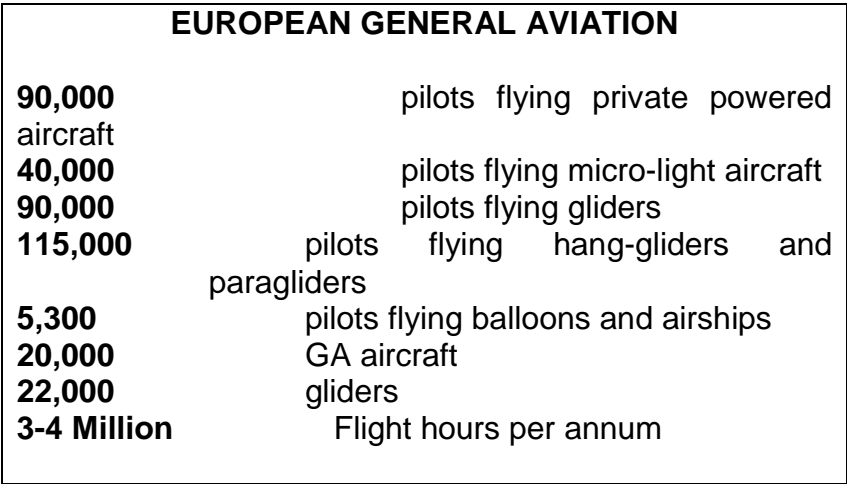 EUROPEAN GENERAL AVIATION
90,000 pilots flying private powered
aircraft
40,000 pilots flying micro-light aircraft
90,000 pilots flying gliders
115,000 pilots flying hang-gliders and
paragliders
5,300 pilots flying balloons and airships
20,000 GA aircraft
22,000 gliders
3-4 Million Flight hours per annum